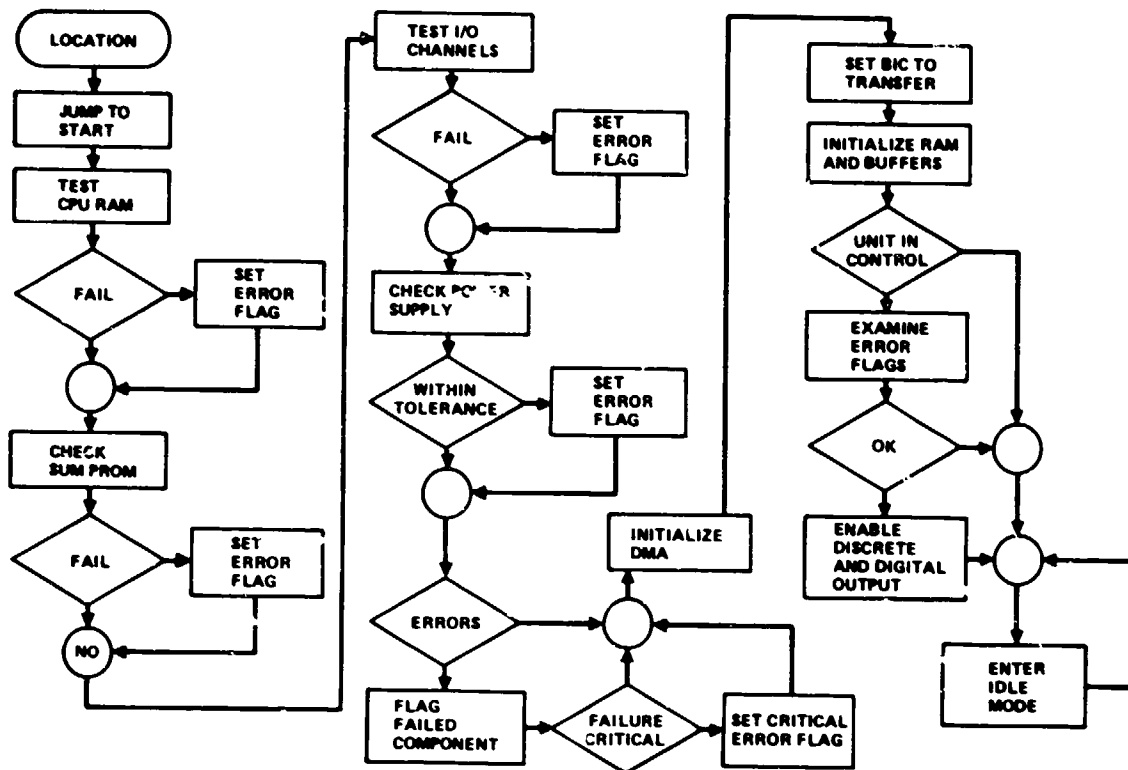 LOCATION
JUMP TO
START
TEST
CPU RAM
FAIL
SET
ERROR
FLAG
CHECK
SUM PROM
FAIL
SET
ERROR
FLAG
NO
TEST I/O
CHANNELS
FAIL
SET
ERROR
FLAG
CHECK
SUPPLY
WITHIN
TOLERANCE
SET
ERROR
FLAG
ERRORS
FLAG
FAILED
COMPONENT
FAILURE
CRITICAL
SET CRITICAL
ERROR FLAG
INITIALIZE
DMA
SET BIC TO
TRANSFER
INITIALIZE RAM
AND BUFFERS
UNIT IN
CONTROL
EXAMINE
ERROR
FLAGS
OK
ENABLE
DISCRETE
AND DIGITAL
OUTPUT
ENTER
IDLE
MODE